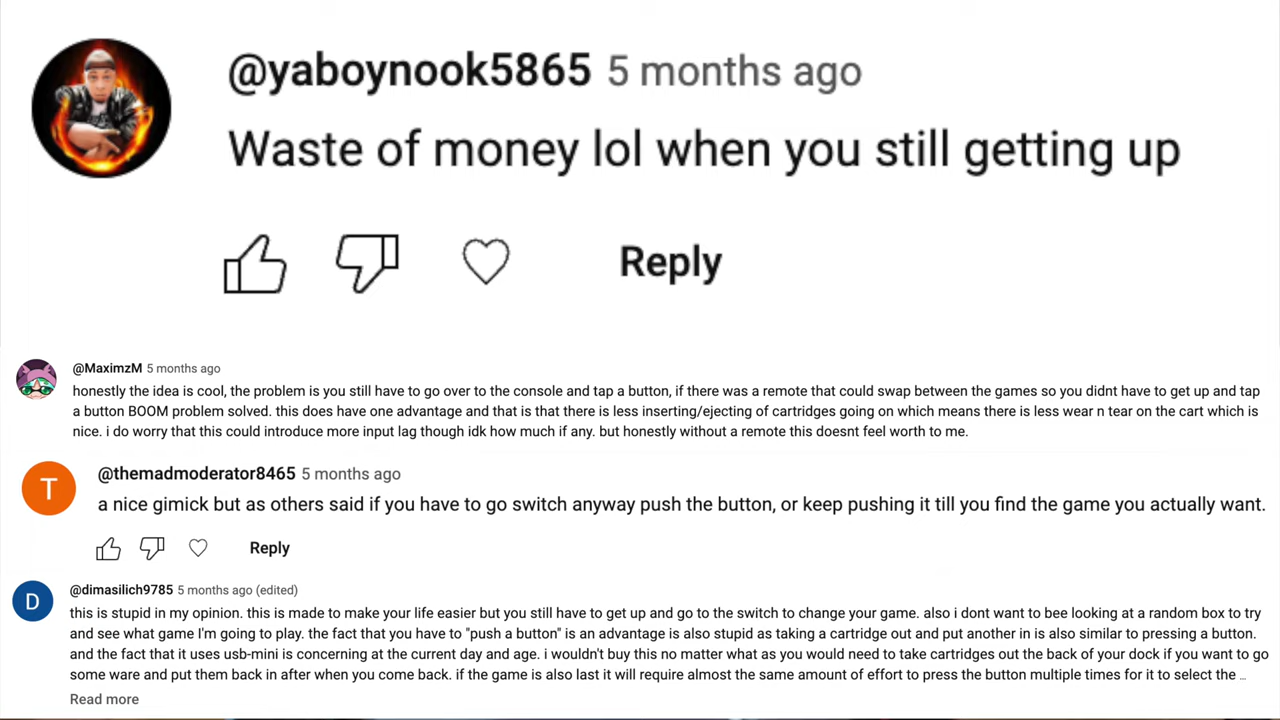 @yaboynook5865 5 months ago
Waste of money lol when you still getting up
Reply
@MaximzM 5 months ago
honestly the idea is cool, the problem is you still have to go over to the console and tap a button, if there was a remote that could swap between the games so you didnt have to get up and tap
a button BOOM problem solved. this does have one advantage and that is that there is less inserting/ejecting of cartridges going on which means there is less wear n tear on the cart which is
nice. i do worry that this could introduce more input lag though idk how much if any. but honestly without a remote this doesnt feel worth to me.
T
@themadmoderator8465 5 months ago
a nice gimick but as others said if you have to go switch anyway push the button, or keep pushing it till you find the game you actually want.
Reply
D
@dimasilich9785 5 months ago (edited)
this is stupid in my opinion. this is made to make your life easier but you still have to get up and go to the switch to change your game. also i dont want to bee looking at a random box to try
and see what game I'm going to play. the fact that you have to "push a button" is an advantage is also stupid as taking a cartridge out and put another in is also similar to pressing a button.
and the fact that it uses usb-mini is concerning at the current day and age. i wouldn't buy this no matter what as you would need to take cartridges out the back of your dock if you want to go
some ware and put them back in after when you come back. if the game is also last it will require almost the same amount of effort to press the button multiple times for it to select the ...
Read more